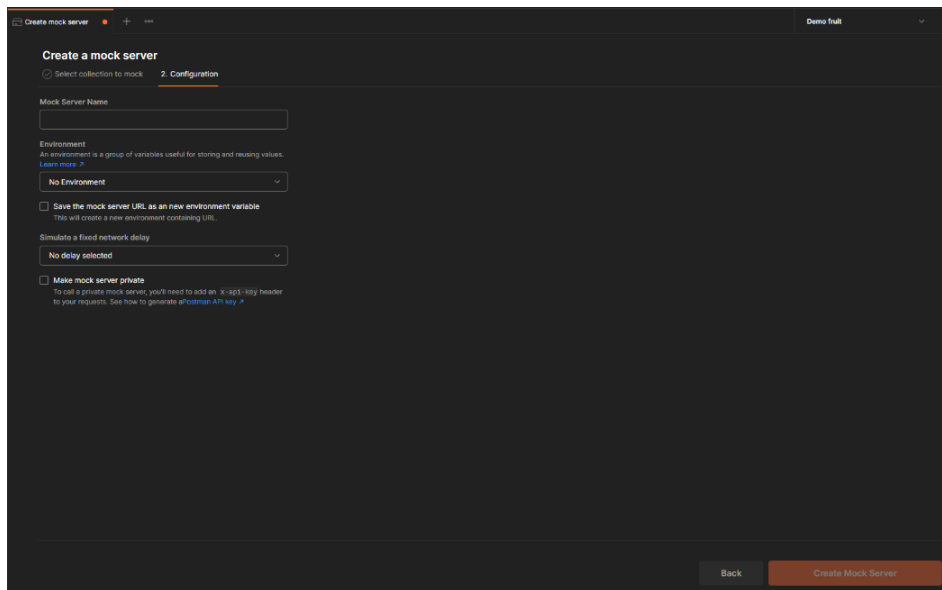 Create mock server
Demo fruit
Create a mock server
Select collection to mock
2. Configuration
Mock Server Name
Environment
An environment is a group of variables useful for storing and reusing values.
Learn more ↗
No Environment
Save the mock server URL as an new environment variable
This will create a new environment containing URL.
Simulate a fixed network delay
No delay selected
Make mock server private
To call a private mock server, you'll need to add an x-api-key header
to your requests. See how to generate aPostman API key ↗
Back
Create Mock Server